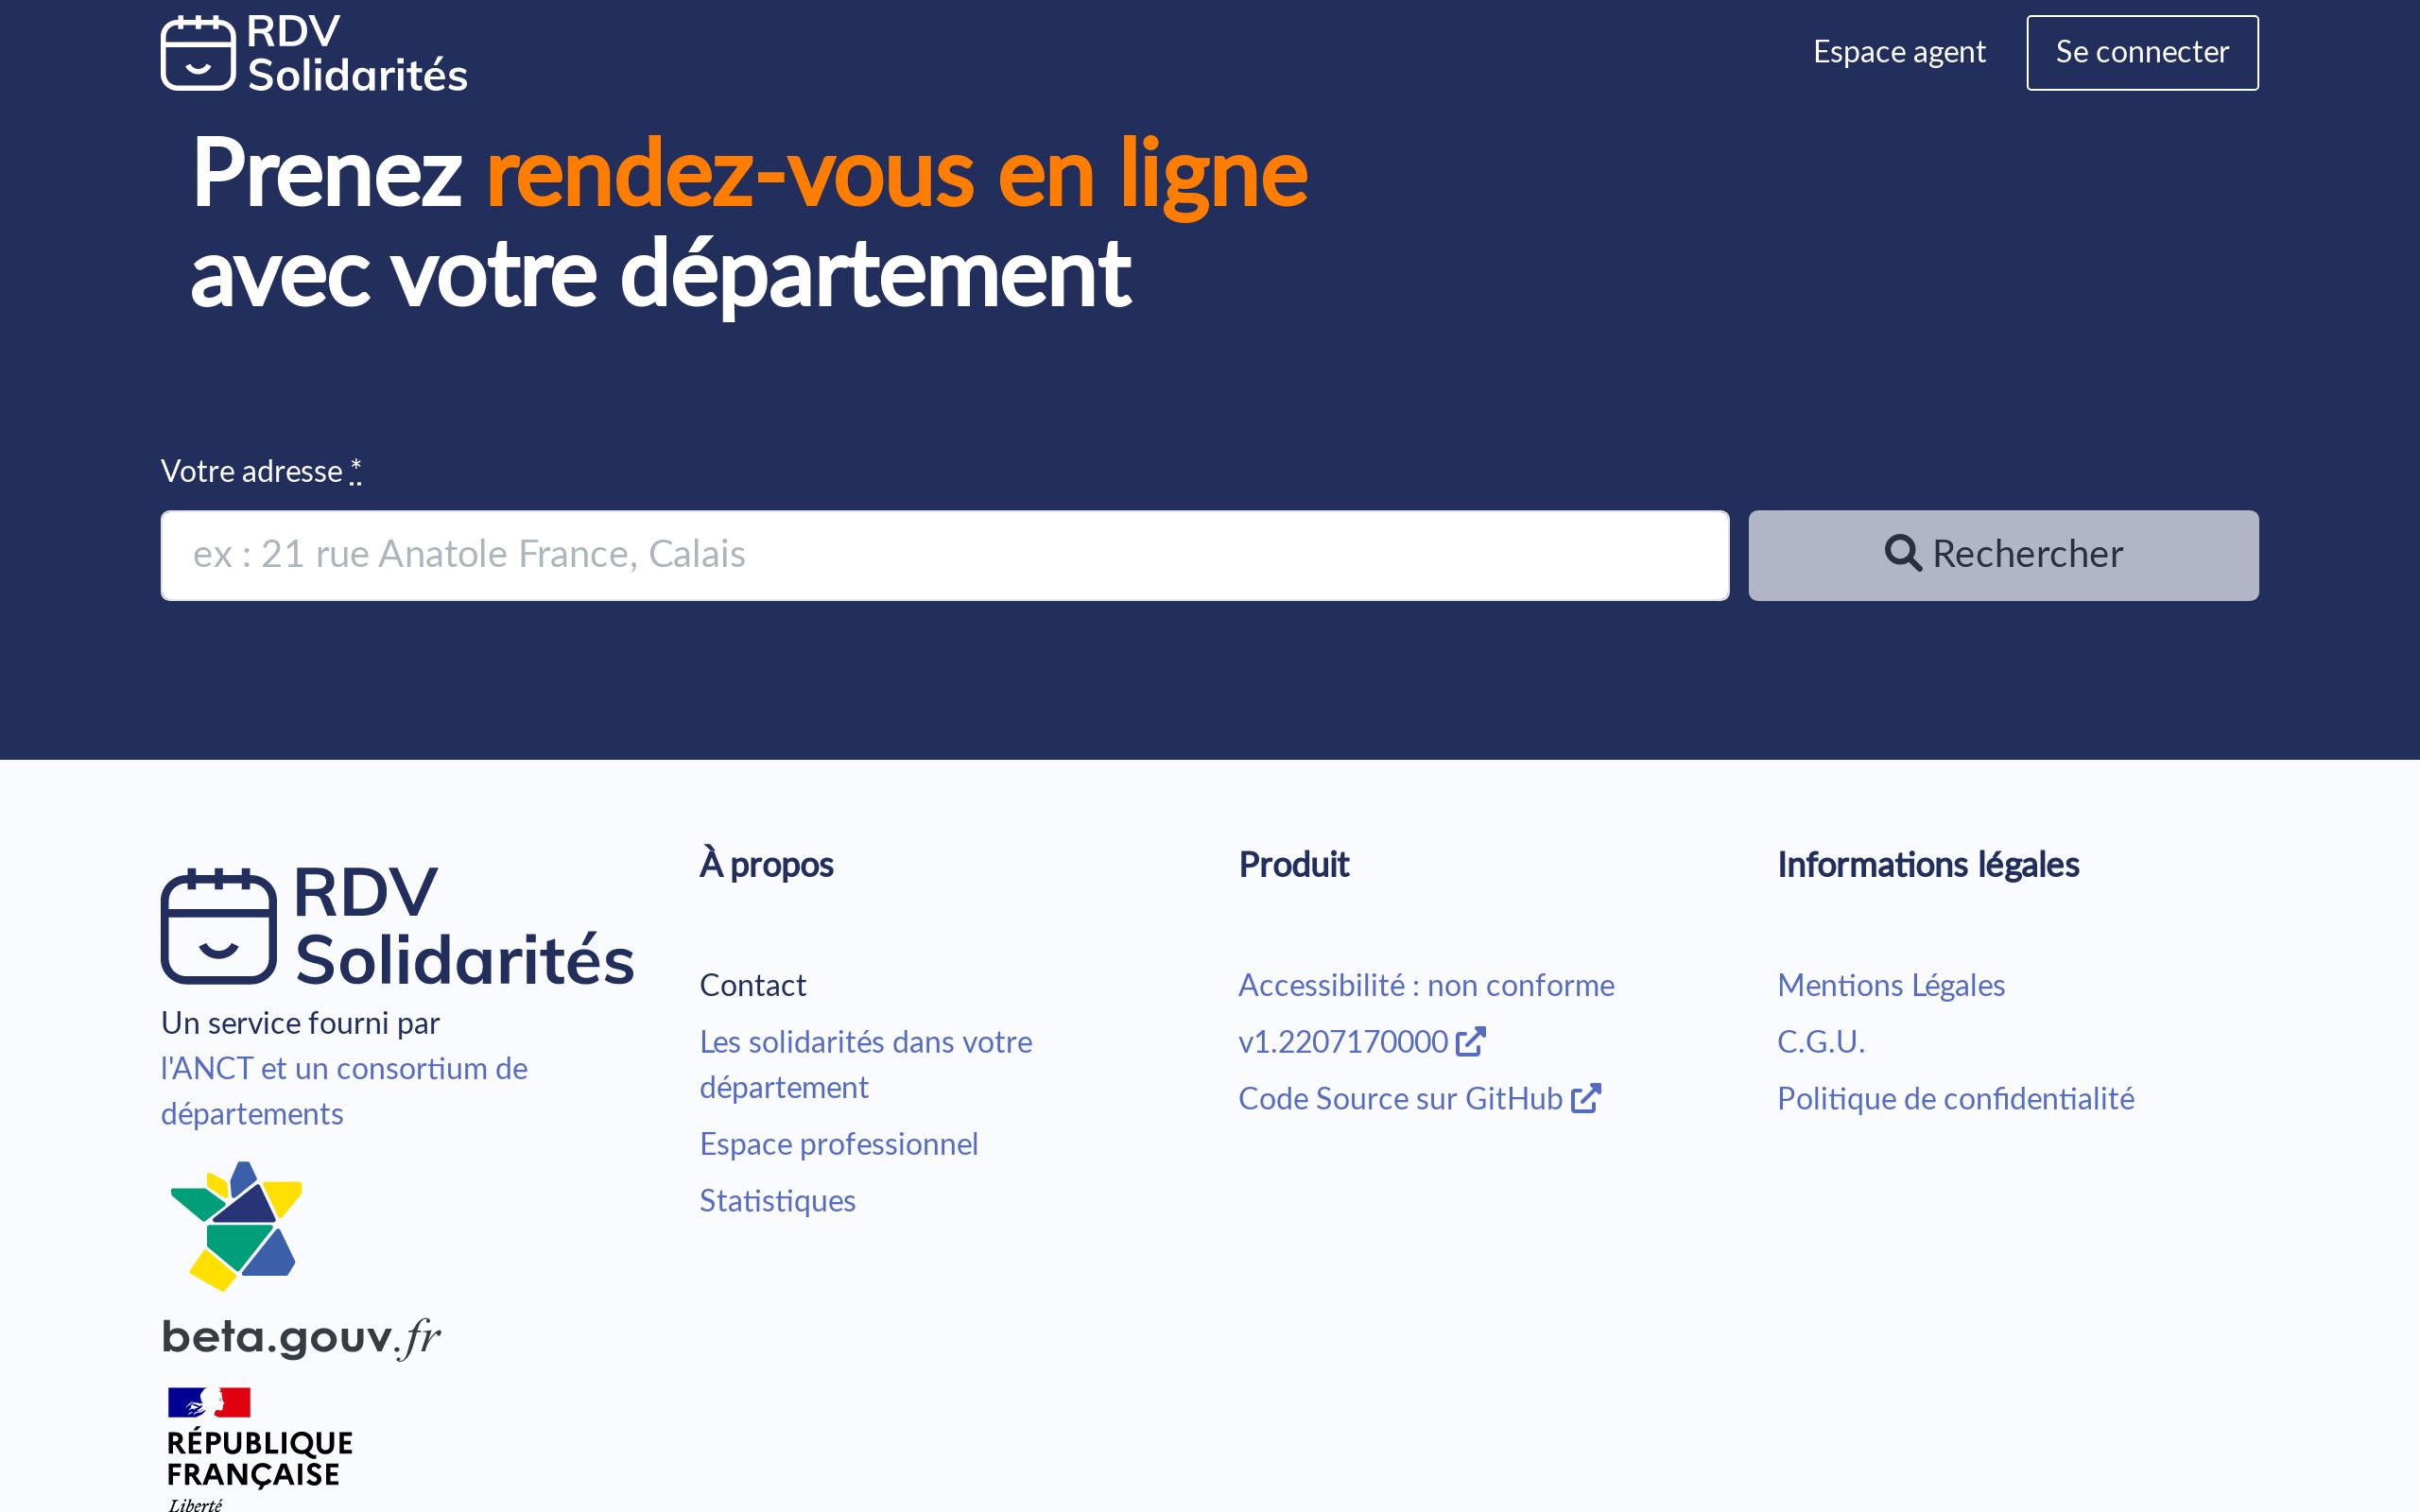 RDV
Solidarités
Espace agent
Se connecter
Prenez rendez-vous en ligne
avec votre département
Votre adresse *
ex : 21 rue Anatole France, Calais
Rechercher
RDV
Solidarités
Un service fourni par
l'ANCT et un consortium de
départements
beta.gouv.fr
RÉPUBLIQUE
FRANÇAISE
Liberté
À propos
Contact
Les solidarités dans votre
département
Espace professionnel
Statistiques
Produit
Accessibilité : non conforme
v1.2207170000
Code Source sur GitHub
Informations légales
Mentions Légales
C.G.U.
Politique de confidentialité